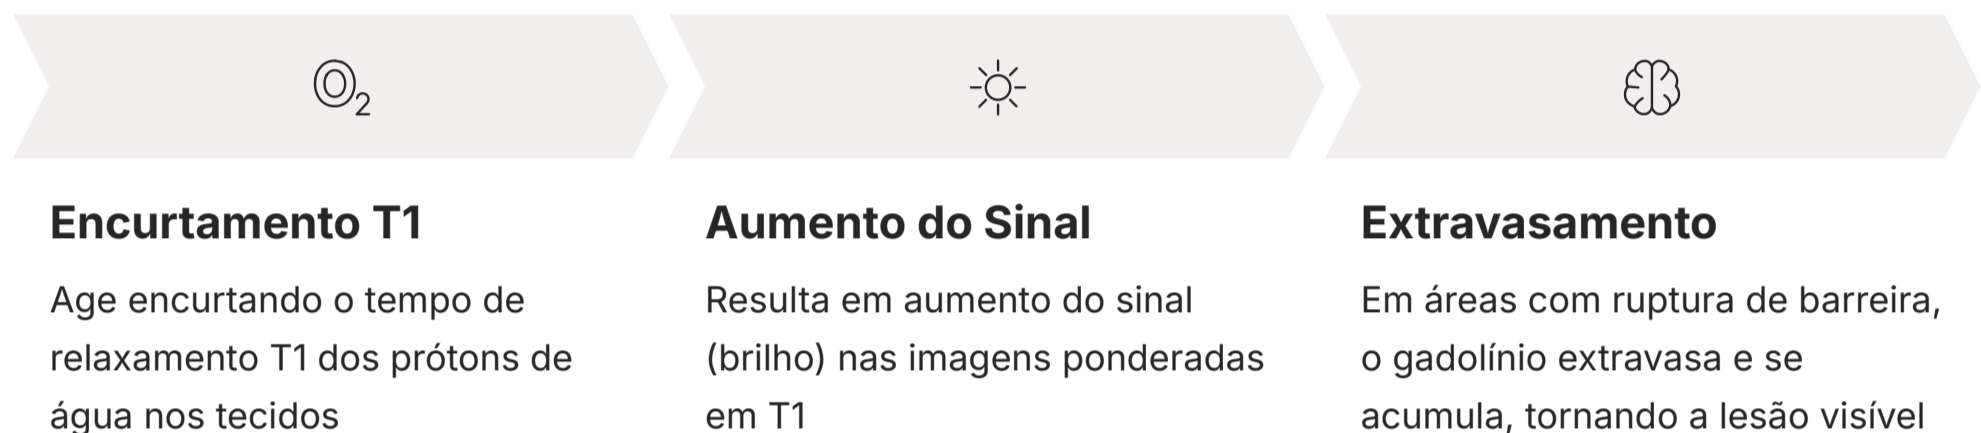 O2
Encurtamento T1
Age encurtando o tempo de
relaxamento T1 dos prótons de
água nos tecidos
Aumento do Sinal
Resulta em aumento do sinal
(brilho) nas imagens ponderadas
em T1
Extravasamento
Em áreas com ruptura de barreira,
o gadolínio extravasa e se
acumula, tornando a lesão visível